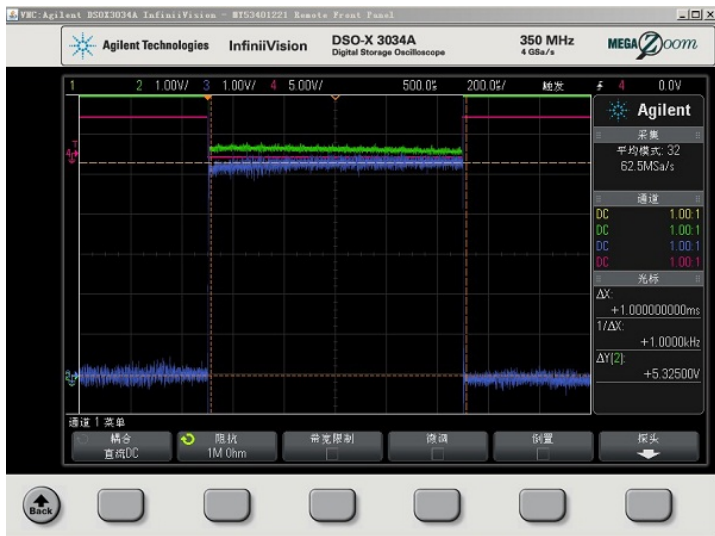 VNC:Agilent DSOX3034A InfiniiVision - MY53401221 Remote Front Panel
Agilent Technologies InfiniiVision DSO-X 3034A Digital Storage Oscilloscope 350 MHz 4 GSa/s MEGA Zoom
1 2 1.00V/ 3 1.00V/ 4 5.00V/ 500.0㎲ 200.0㎲/ 触发 4 0.0V
Agilent
采集
平均模式: 32
62.5MSa/s
通道
DC 1.00:1
DC 1.00:1
DC 1.00:1
DC 1.00:1
光标
ΔX:
+1.000000000ms
1/ΔX:
+1.0000kHz
ΔY(2):
+5.32500V
通道 1 菜单
耦合 阻抗 带宽限制 微调 倒置 探头
直流DC 1M Ohm
Back